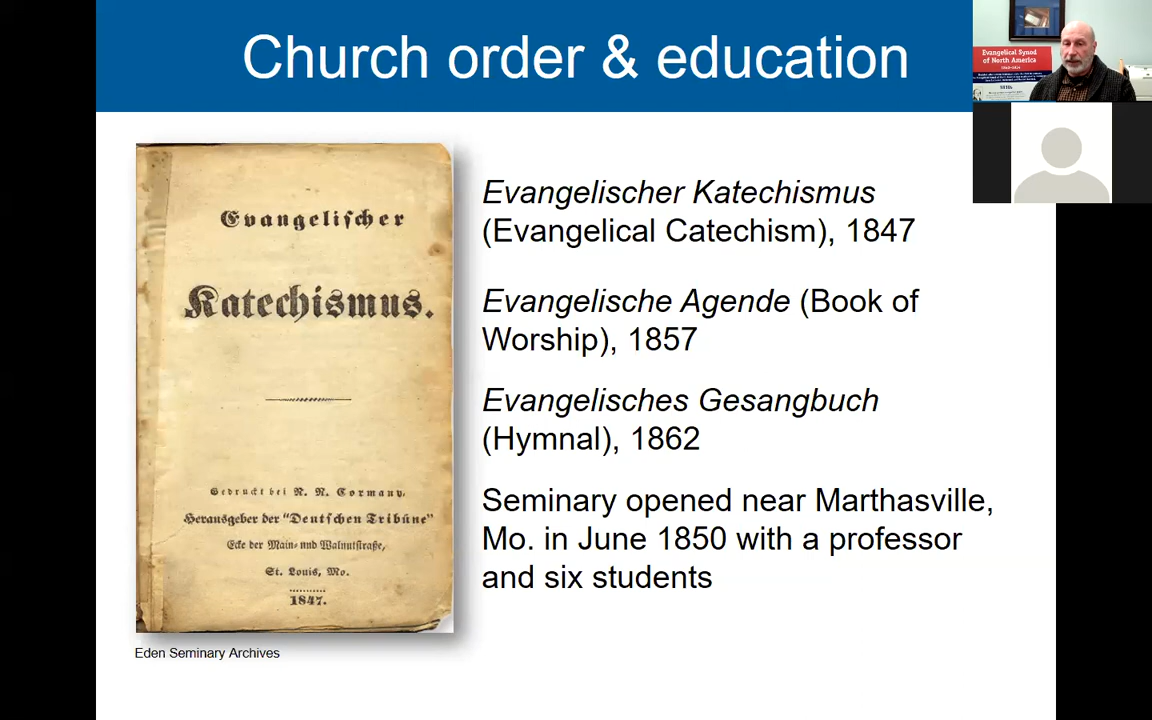 Church order & education
Evangelical Synod
of North America
Evangelischer
Katechismus.
Gedruckt bei N. N. Cormany,
Herausgeber der "Deutschen Tribüne"
Ecke der Main- und Walnutstraße,
St. Louis, Mo.
1847.
Eden Seminary Archives
Evangelischer Katechismus
(Evangelical Catechism), 1847
Evangelische Agende (Book of
Worship), 1857
Evangelisches Gesangbuch
(Hymnal), 1862
Seminary opened near Marthasville,
Mo. in June 1850 with a professor
and six students